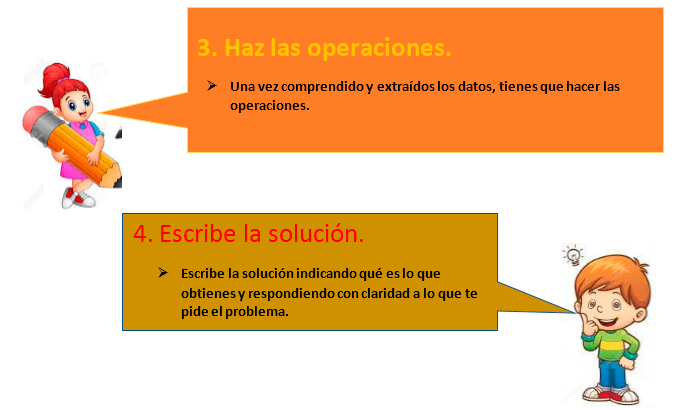 3. Haz las operaciones.
➢ Una vez comprendido y extraídos los datos, tienes que hacer las
operaciones.
4. Escribe la solución.
➢ Escribe la solución indicando qué es lo que
obtienes y respondiendo con claridad a lo que te
pide el problema.